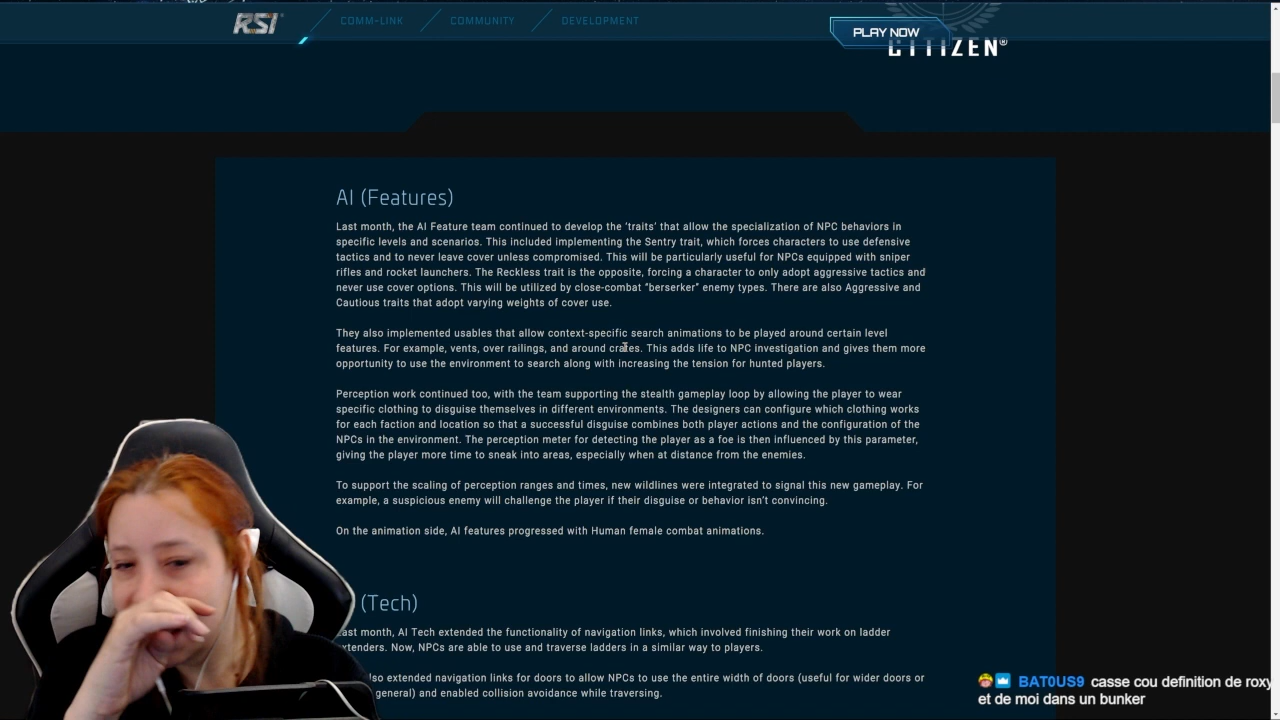 RSI
COMM-LINK
COMMUNITY
DEVELOPMENT
PLAY NOW
CITIZEN®
AI (Features)
Last month, the AI Feature team continued to develop the ‘traits’ that allow the specialization of NPC behaviors in
specific levels and scenarios. This included implementing the Sentry trait, which forces characters to use defensive
tactics and to never leave cover unless compromised. This will be particularly useful for NPCs equipped with sniper
rifles and rocket launchers. The Reckless trait is the opposite, forcing a character to only adopt aggressive tactics and
never use cover options. This will be utilized by close-combat “berserker” enemy types. There are also Aggressive and
Cautious traits that adopt varying weights of cover use.
They also implemented usables that allow context-specific search animations to be played around certain level
features. For example, vents, over railings, and around crates. This adds life to NPC investigation and gives them more
opportunity to use the environment to search along with increasing the tension for hunted players.
Perception work continued too, with the team supporting the stealth gameplay loop by allowing the player to wear
specific clothing to disguise themselves in different environments. The designers can configure which clothing works
for each faction and location so that a successful disguise combines both player actions and the configuration of the
NPCs in the environment. The perception meter for detecting the player as a foe is then influenced by this parameter,
giving the player more time to sneak into areas, especially when at distance from the enemies.
To support the scaling of perception ranges and times, new wildlines were integrated to signal this new gameplay. For
example, a suspicious enemy will challenge the player if their disguise or behavior isn’t convincing.
On the animation side, AI features progressed with Human female combat animations.
(Tech)
Last month, AI Tech extended the functionality of navigation links, which involved finishing their work on ladder
extenders. Now, NPCs are able to use and traverse ladders in a similar way to players.
also extended navigation links for doors to allow NPCs to use the entire width of doors (useful for wider doors or
general) and enabled collision avoidance while traversing.
BAT0US9 casse cou definition de roxy
et de moi dans un bunker